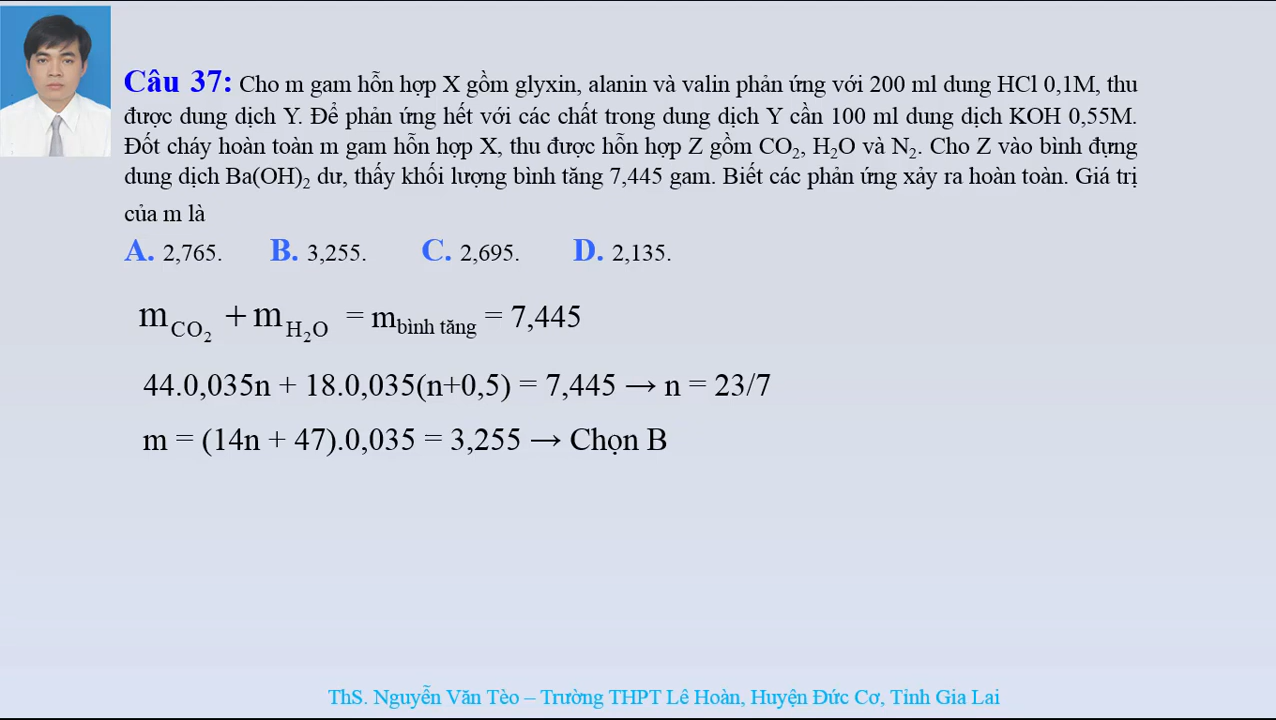 Câu 37: Cho m gam hỗn hợp X gồm glyxin, alanin và valin phản ứng với 200 ml dung HCl 0,1M, thu
được dung dịch Y. Để phản ứng hết với các chất trong dung dịch Y cần 100 ml dung dịch KOH 0,55M.
Đốt cháy hoàn toàn m gam hỗn hợp X, thu được hỗn hợp Z gồm CO₂, H₂O và N₂. Cho Z vào bình đựng
dung dịch Ba(OH)₂ dư, thấy khối lượng bình tăng 7,445 gam. Biết các phản ứng xảy ra hoàn toàn. Giá trị
của m là
A. 2,765. B. 3,255. C. 2,695. D. 2,135.
m CO₂ + m H₂O = m bình tăng = 7,445
44.0,035n + 18.0,035(n+0,5) = 7,445 → n = 23/7
m = (14n + 47).0,035 = 3,255 → Chọn B
ThS. Nguyễn Văn Tèo – Trường THPT Lê Hoàn, Huyện Đức Cơ, Tỉnh Gia Lai